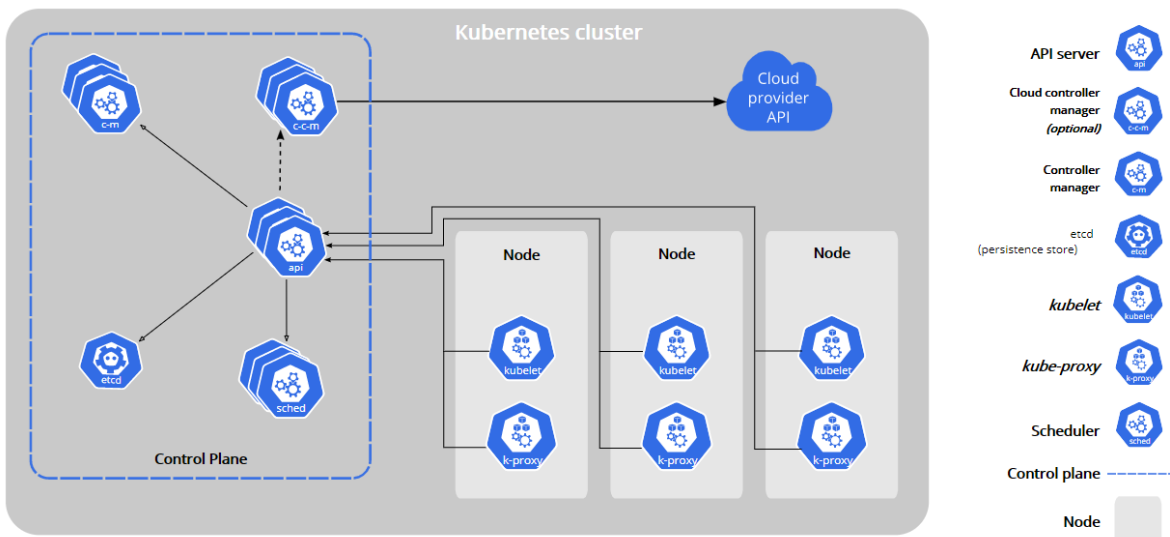 Kubernetes cluster
c-m
c-c-m
Cloud
provider
API
api
etcd
sched
Control Plane
Node
kubelet
k-proxy
Node
kubelet
k-proxy
Node
kubelet
k-proxy
API server
api
Cloud controller
manager
(optional)
c-c-m
Controller
manager
c-m
etcd
(persistence store)
etcd
kubelet
kubelet
kube-proxy
k-proxy
Scheduler
sched
Control plane
Node